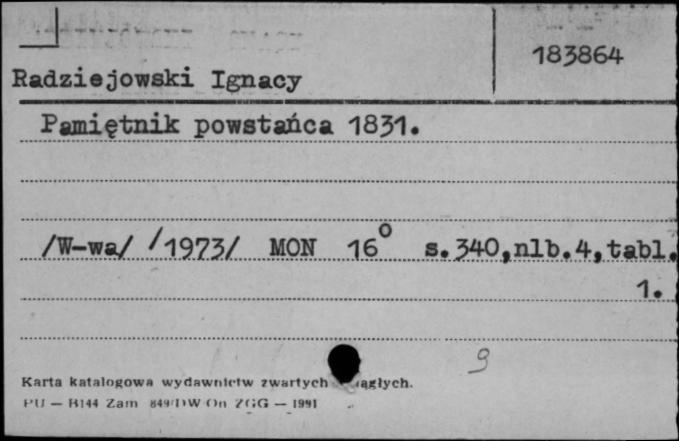 183864
Radziejowski Ignacy
Pamiętnik powstańca 1831.
/W-wa/ /1973/ MON 16° s.340,nlb.4,tabl.
1.
9
Karta katalogowa wydawnictw zwartych ągłych.
PU — B144 Zam 849/DW On ZGG — 1991